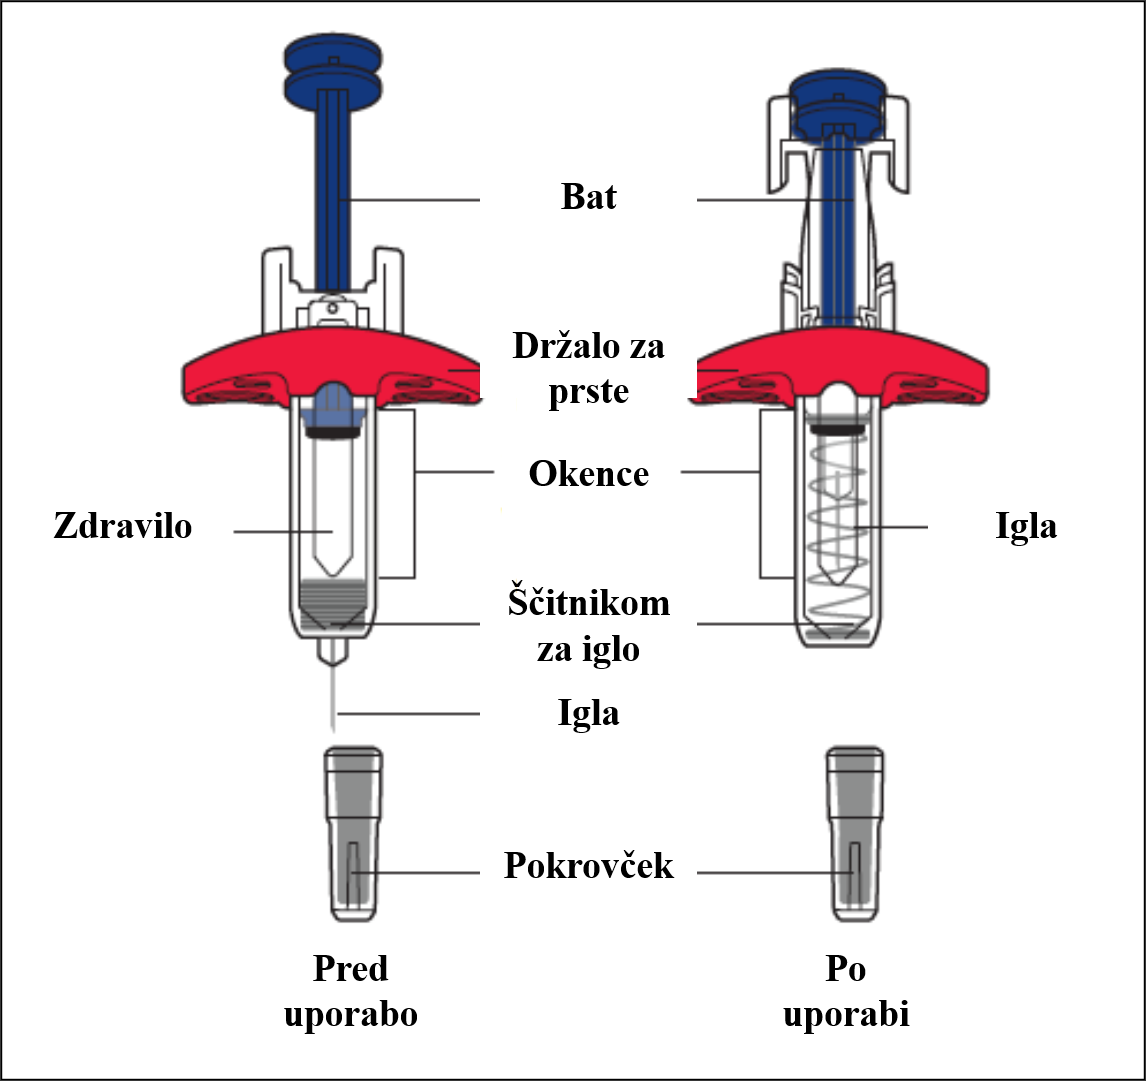 Bat
Držalo za
prste
Okence
Zdravilo
Igla
Ščitnikom
za iglo
Igla
Pokrovček
Pred
uporabo
Po
uporabi